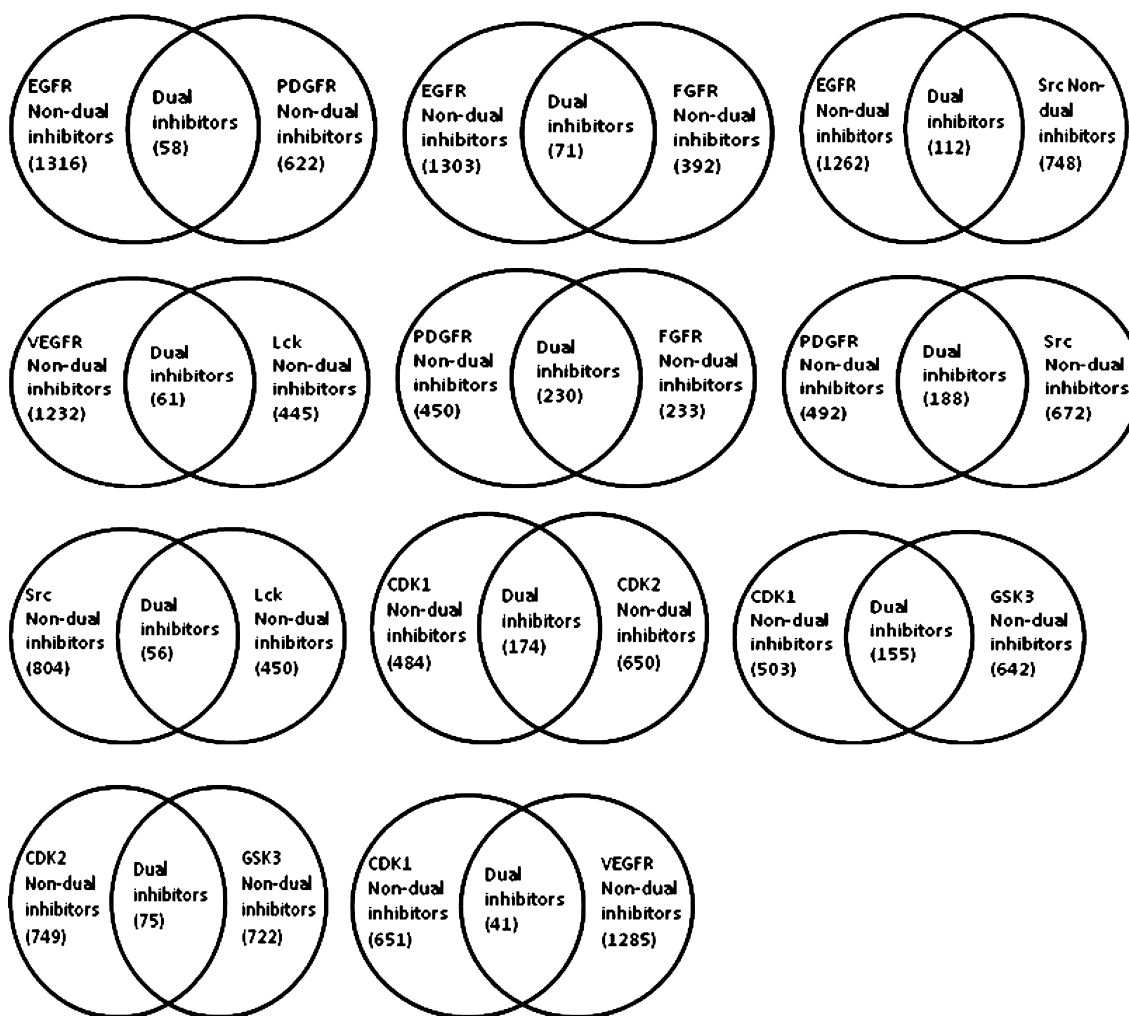 EGFR
Non-dual
inhibitors
(1316)
Dual
inhibitors
(58)
PDGFR
Non-dual
inhibitors
(622)
EGFR
Non-dual
inhibitors
(1303)
Dual
inhibitors
(71)
FGFR
Non-dual
inhibitors
(392)
EGFR
Non-dual
inhibitors
(1262)
Dual
inhibitors
(112)
Src Non-
dual
inhibitors
(748)
VEGFR
Non-dual
inhibitors
(1232)
Dual
inhibitors
(61)
Lck
Non-dual
inhibitors
(445)
PDGFR
Non-dual
inhibitors
(450)
Dual
inhibitors
(230)
FGFR
Non-dual
inhibitors
(233)
PDGFR
Non-dual
inhibitors
(492)
Dual
inhibitors
(188)
Src
Non-dual
inhibitors
(672)
Src
Non-dual
inhibitors
(804)
Dual
inhibitors
(56)
Lck
Non-dual
inhibitors
(450)
CDK1
Non-dual
inhibitors
(484)
Dual
inhibitors
(174)
CDK2
Non-dual
inhibitors
(650)
CDK1
Non-dual
inhibitors
(503)
Dual
inhibitors
(155)
GSK3
Non-dual
inhibitors
(642)
CDK2
Non-dual
inhibitors
(749)
Dual
inhibitors
(75)
GSK3
Non-dual
inhibitors
(722)
CDK1
Non-dual
inhibitors
(651)
Dual
inhibitors
(41)
VEGFR
Non-dual
inhibitors
(1285)